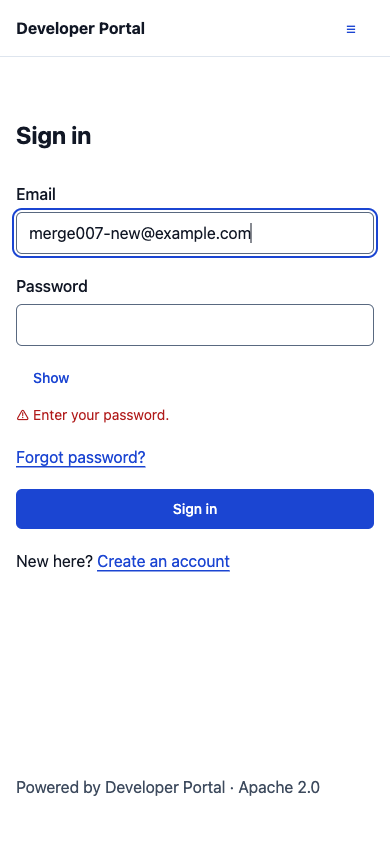 Developer Portal
Sign in
Email
merge007-new@example.com
Password
Show
Enter your password.
Forgot password?
Sign in
New here? Create an account
Powered by Developer Portal · Apache 2.0